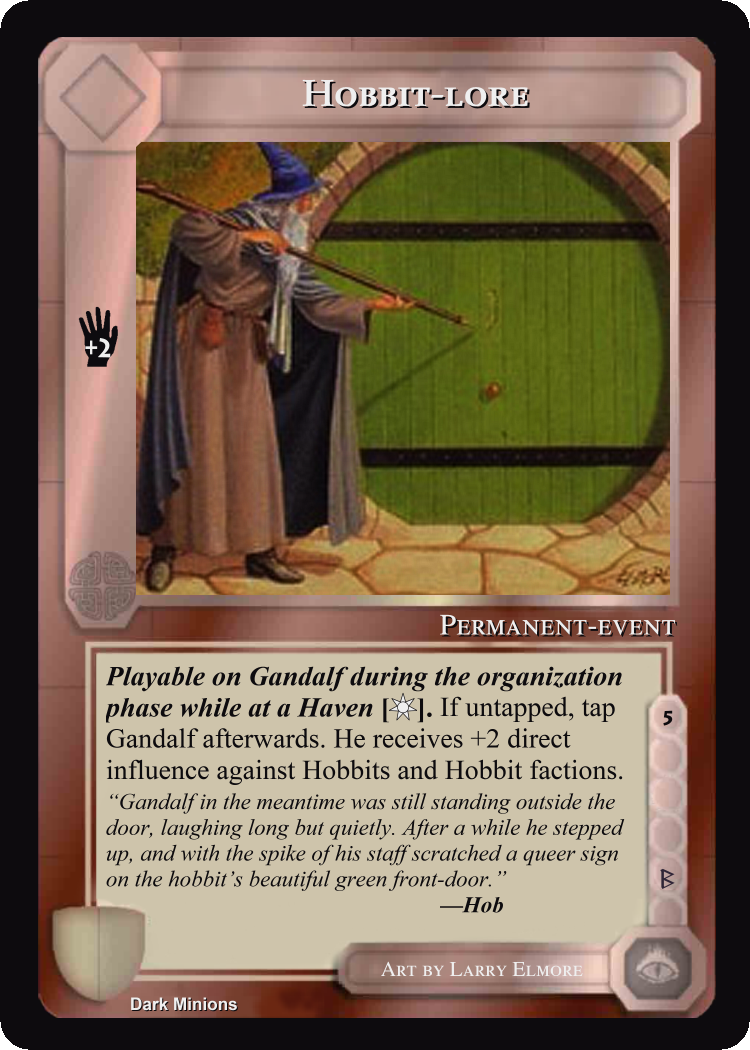 Hobbit-lore
+2
Permanent-event
Playable on Gandalf during the organization
phase while at a Haven [☼]. If untapped, tap
Gandalf afterwards. He receives +2 direct
influence against Hobbits and Hobbit factions.
“Gandalf in the meantime was still standing outside the
door, laughing long but quietly. After a while he stepped
up, and with the spike of his staff scratched a queer sign
on the hobbit’s beautiful green front-door.”
—Hob
5
ᛒ
Art by Larry Elmore
Dark Minions